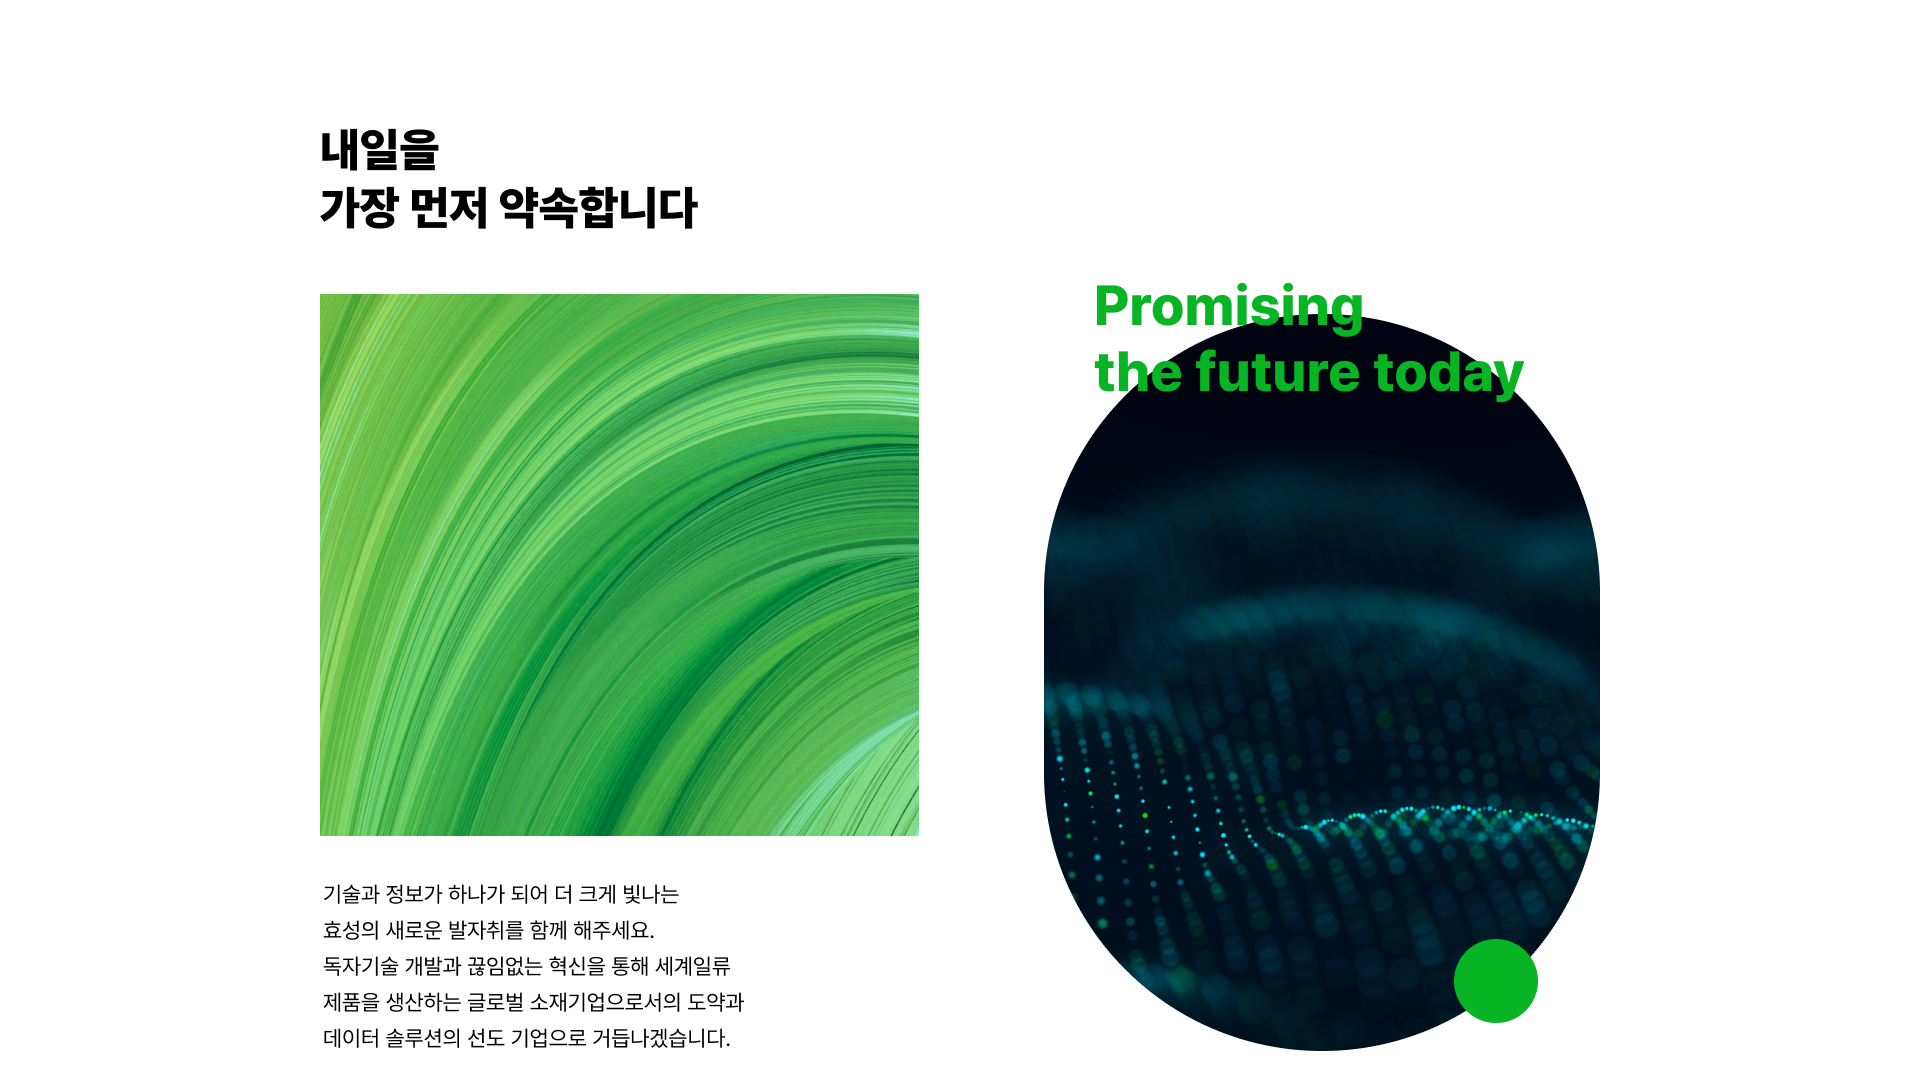 내일을
가장 먼저 약속합니다
Promising
the future today
기술과 정보가 하나가 되어 더 크게 빛나는
효성의 새로운 발자취를 함께 해주세요.
독자기술 개발과 끊임없는 혁신을 통해 세계일류
제품을 생산하는 글로벌 소재기업으로서의 도약과
데이터 솔루션의 선도 기업으로 거듭나겠습니다.